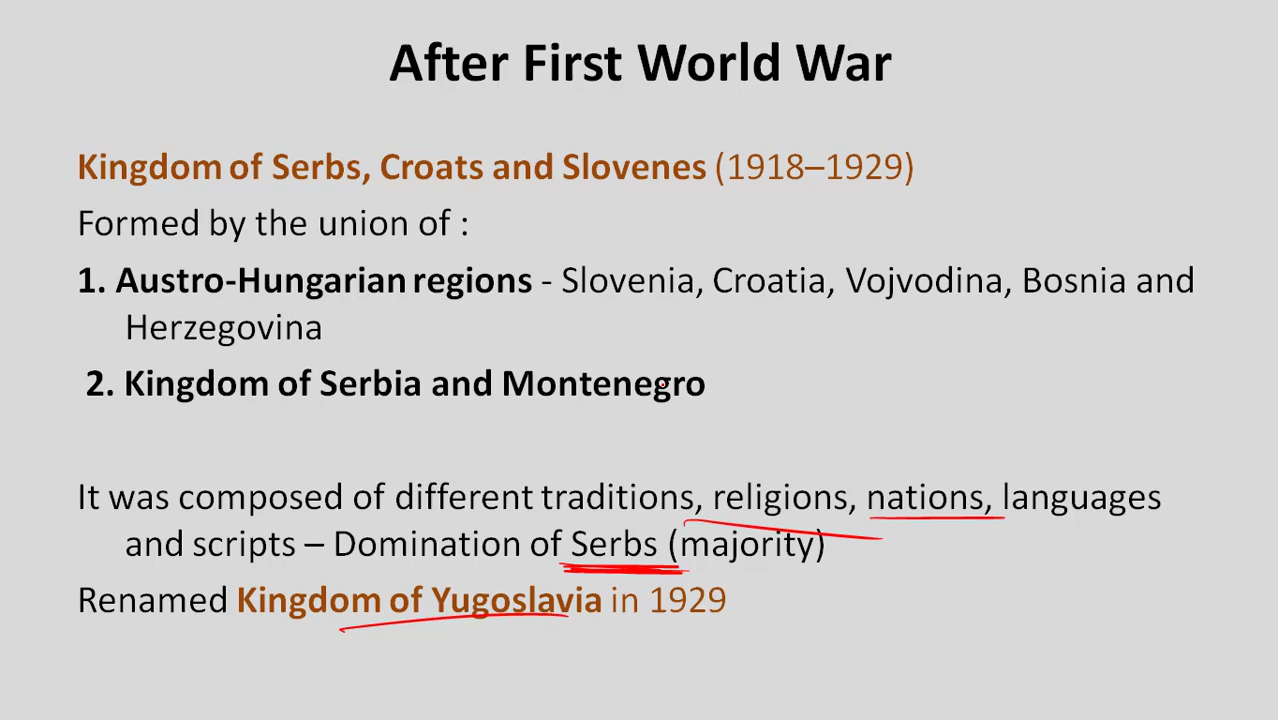 After First World War
Kingdom of Serbs, Croats and Slovenes (1918–1929)
Formed by the union of :
1. Austro-Hungarian regions - Slovenia, Croatia, Vojvodina, Bosnia and
Herzegovina
2. Kingdom of Serbia and Montenegro
It was composed of different traditions, religions, nations, languages
and scripts – Domination of Serbs (majority)
Renamed Kingdom of Yugoslavia in 1929